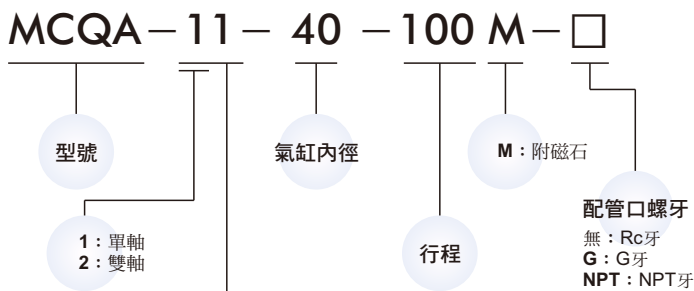 MCQA－11－40－100M－□
型號
氣缸內徑
M：附磁石
1：單軸
2：雙軸
行程
配管口螺牙
無：Rc牙
G：G牙
NPT：NPT牙